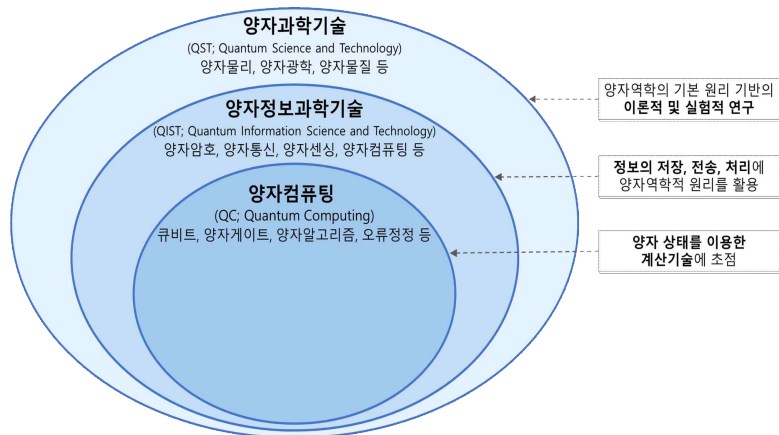 양자과학기술
(QST; Quantum Science and Technology)
양자물리, 양자광학, 양자물질 등
양자정보과학기술
(QIST; Quantum Information Science and Technology)
양자암호, 양자통신, 양자센싱, 양자컴퓨팅 등
양자컴퓨팅
(QC; Quantum Computing)
큐비트, 양자게이트, 양자알고리즘, 오류정정 등
양자역학의 기본 원리 기반의
이론적 및 실험적 연구
정보의 저장, 전송, 처리에
양자역학적 원리를 활용
양자 상태를 이용한
계산기술에 초점